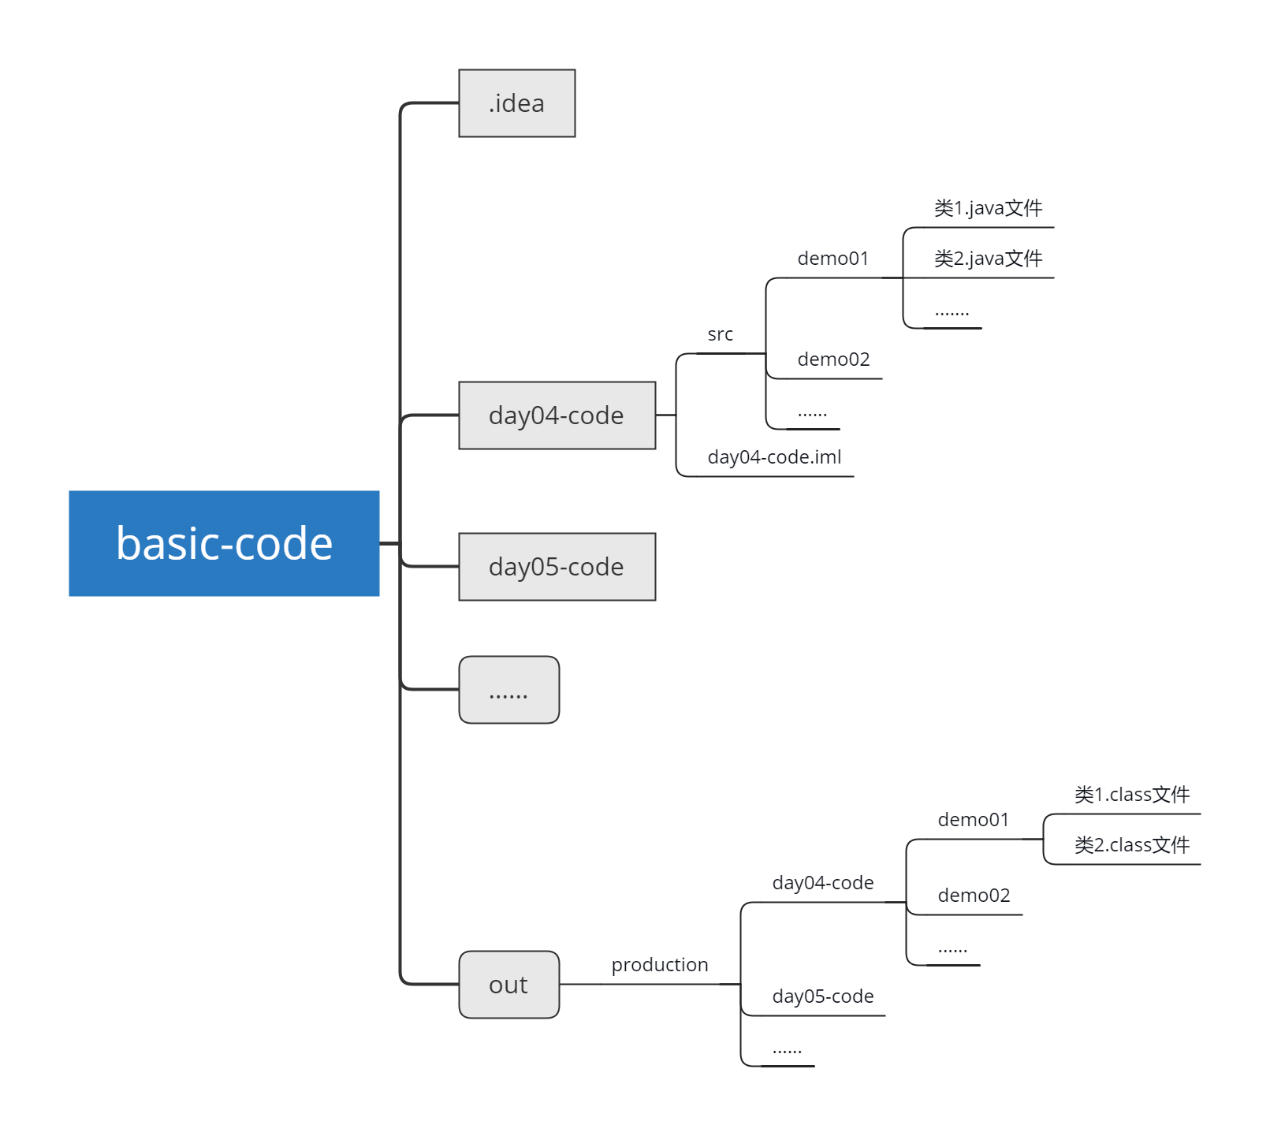 .idea
类1.java文件
demo01
类2.java文件
.......
src
demo02
......
day04-code
day04-code.iml
basic-code
day05-code
......
类1.class文件
demo01
类2.class文件
day04-code
demo02
......
production
out
day05-code
......